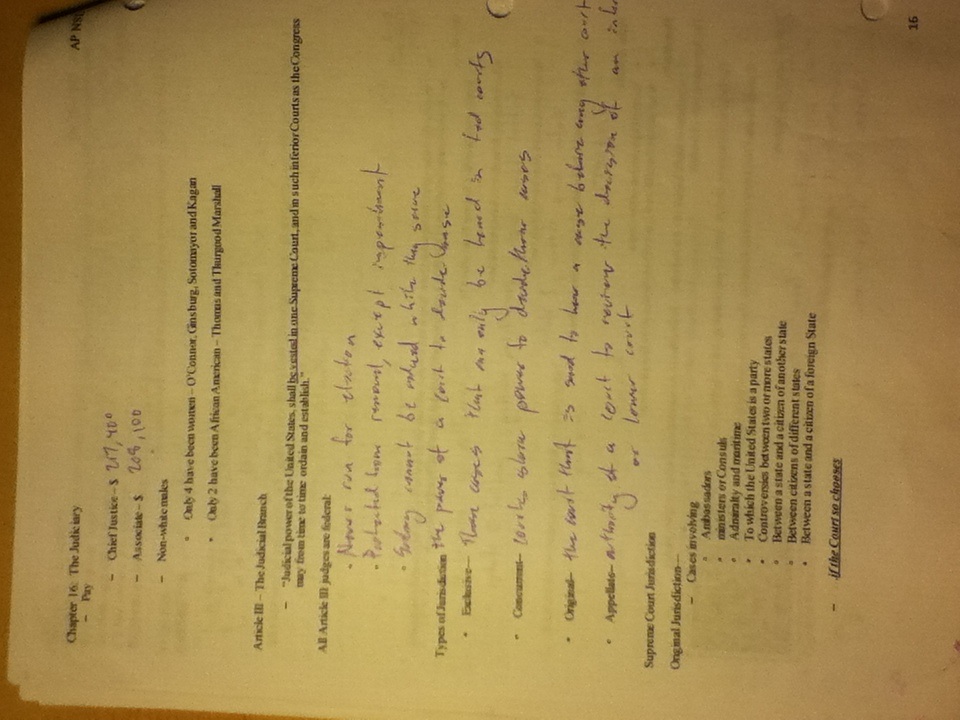 Chapter 16: The Judiciary
AP NS
– Pay
– Chief Justice – $ 217,400
– Associate – $ 208,100
– Non-white males
• Only 4 have been women – O'Connor, Ginsburg, Sotomayor and Kagan
• Only 2 have been African American – Thomas and Thurgood Marshall
Article III – The Judicial Branch
– "Judicial power of the United States, shall be vested in one Supreme Court, and in such inferior Courts as the Congress
may from time to time ordain and establish."
All Article III judges are federal:
• Never run for election
• Protected from removal, except impeachment
• Salary cannot be reduced while they serve
Types of Jurisdiction the power of a court to decide case
• Exclusive— Those cases that can only be heard in fed courts
• Concurrent— power to decide these cases
• Original— the court that is said to hear a case before any other court
• Appellate— authority of a court to review the decision of an
or lower court
Supreme Court Jurisdiction
Original Jurisdiction—
– Cases involving
• Ambassadors
• ministers or Consuls
• Admiralty and maritime
• To which the United States is a party
• Controversies between two or more states
• Between a state and a citizen of another state
• Between citizens of different states
• Between a state and a citizen of a foreign State
– if the Court so chooses
16